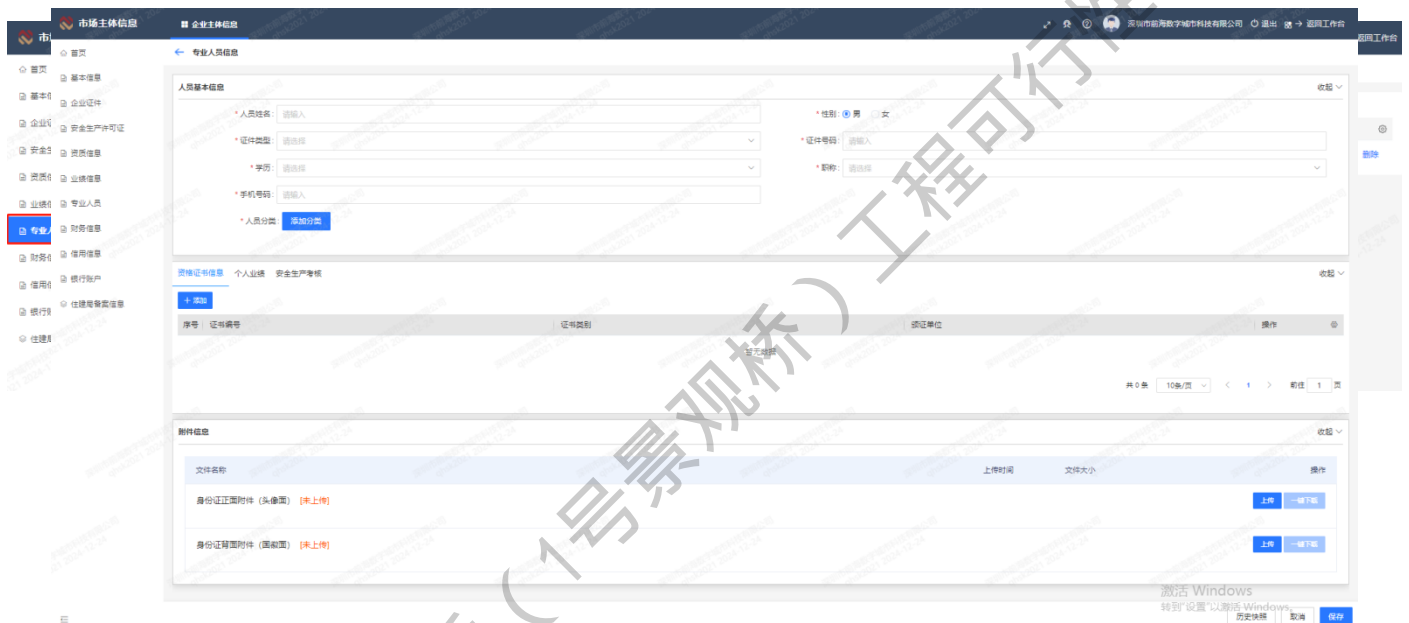 市场主体信息
企业主体信息
深圳市前海数字城市科技有限公司 退出 返回工作台
返回工作台
首页
基本信息
企业证件
安全生产许可证
资质信息
业绩信息
专业人员
财务信息
信用信息
银行账户
住建局备案信息
首页
删除
专业人员信息
人员基本信息
收起
* 人员姓名: 请输入
* 性别: 男 女
* 证件类型: 请选择
* 证件号码: 请输入
* 学历: 请选择
* 职称: 请选择
* 手机号码: 请输入
* 人员分类: 添加分类
资格证书信息 个人业绩 安全生产考核
收起
+ 添加
序号 证书编号 证书类别 颁证单位 操作
暂无数据
共 0 条 10条/页 < 1 > 前往 1 页
附件信息
收起
文件名称 上传时间 文件大小 操作
身份证正面附件(头像面) [未上传] 上传 一键下载
身份证背面附件(国徽面) [未上传] 上传 一键下载
激活 Windows
转到"设置"以激活 Windows。
历史快照 取消 保存
(1号景观桥)工程可行性